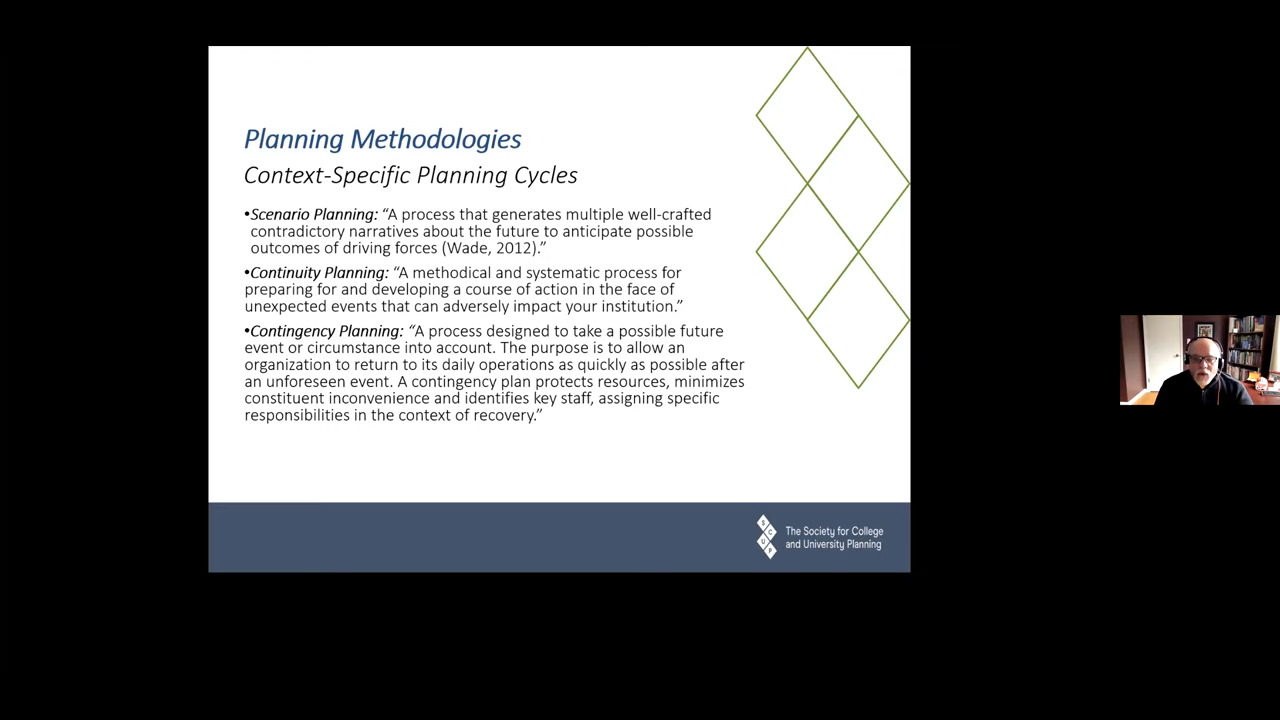 Planning Methodologies
Context-Specific Planning Cycles
•Scenario Planning: “A process that generates multiple well-crafted
contradictory narratives about the future to anticipate possible
outcomes of driving forces (Wade, 2012).”
•Continuity Planning: “A methodical and systematic process for
preparing for and developing a course of action in the face of
unexpected events that can adversely impact your institution.”
•Contingency Planning: “A process designed to take a possible future
event or circumstance into account. The purpose is to allow an
organization to return to its daily operations as quickly as possible after
an unforeseen event. A contingency plan protects resources, minimizes
constituent inconvenience and identifies key staff, assigning specific
responsibilities in the context of recovery.”
S
C
U
P
The Society for College
and University Planning